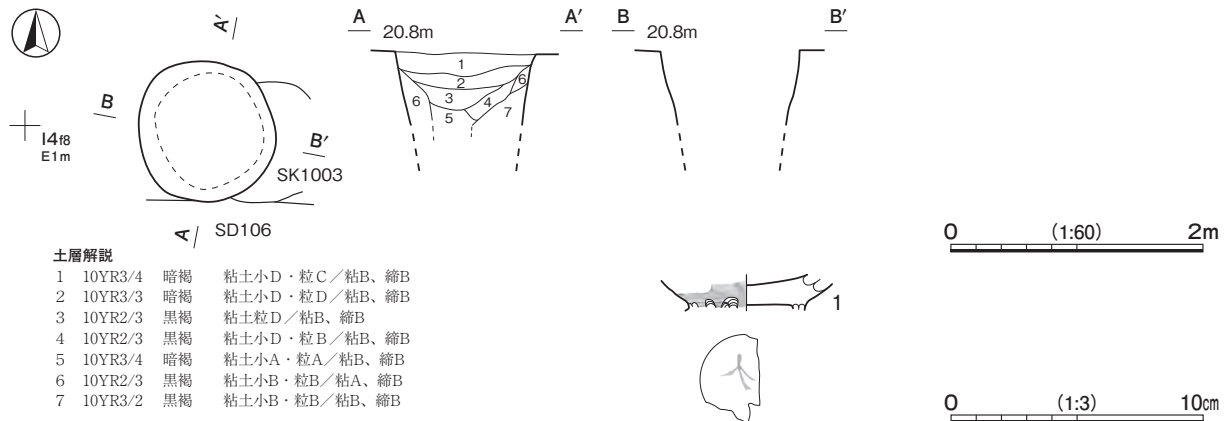 A′
A
A′
B
B′
20.8m
20.8m
1
2
6
3
4
6
5
7
B
I4f8
E1m
B′
SK1003
A
SD106
0
(1:60)
2m
土層解説
1 10YR3/4 暗褐 粘土小D・粒C／粘B、締B
2 10YR3/3 暗褐 粘土小D・粒D／粘B、締B
3 10YR2/3 黒褐 粘土粒D／粘B、締B
4 10YR2/3 黒褐 粘土小D・粒B／粘B、締B
5 10YR3/4 暗褐 粘土小A・粒A／粘B、締B
6 10YR2/3 黒褐 粘土小B・粒B／粘A、締B
7 10YR3/2 黒褐 粘土小B・粒B／粘B、締B
1
0
(1:3)
10cm